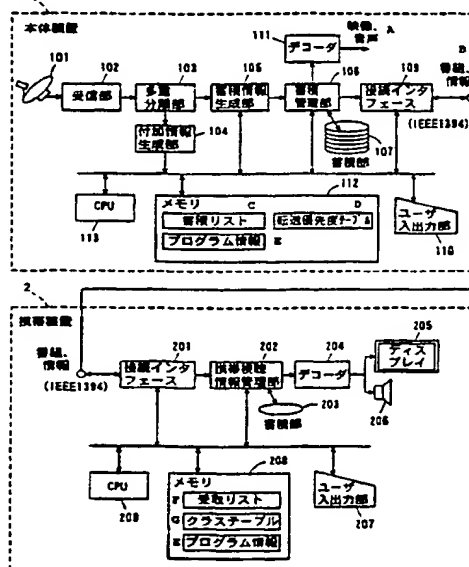 本体装置
101
102
受信部
103
多重
分離部
105
蓄積情報
生成部
106
蓄積
管理部
109
接続インタ
フェース
111
デコーダ
映像、
音声
A
B
番組、
情報
(IEEE1394)
付加情報
生成部
104
107
蓄積部
112
CPU
113
メモリ
C
D
蓄積リスト
転送優先度テーブル
プログラム情報
E
ユーザ
入出力部
110
2
携帯装置
番組、
情報
(IEEE1394)
201
接続インタ
フェース
202
携帯視聴
情報管理部
204
デコーダ
205
ディス
プレイ
206
203
蓄積部
208
CPU
209
メモリ
F
受取リスト
G
クラステーブル
E
プログラム情報
ユーザ
入出力部
207